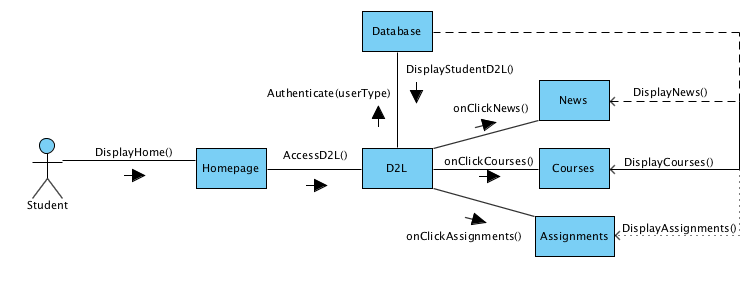 Database
DisplayStudentD2L()
Authenticate(userType)
DisplayNews()
News
onClickNews()
DisplayHome()
AccessD2L()
onClickCourses()
DisplayCourses()
Homepage
D2L
Courses
Student
DisplayAssignments()
onClickAssignments()
Assignments